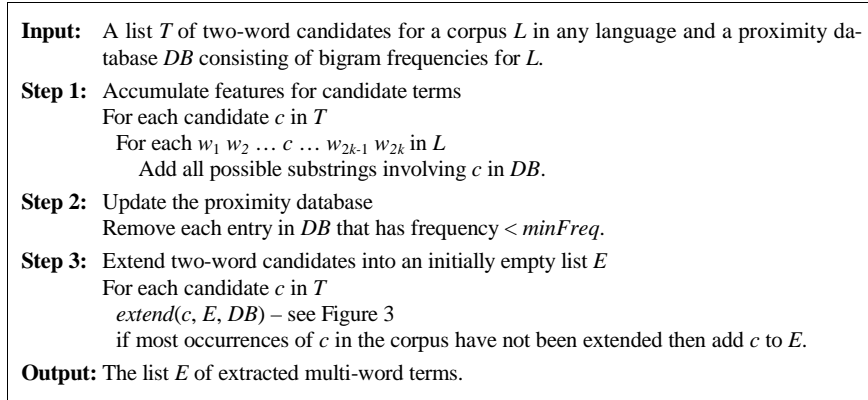 Input: A list T of two-word candidates for a corpus L in any language and a proximity da-
tabase DB consisting of bigram frequencies for L.
Step 1: Accumulate features for candidate terms
For each candidate c in T
For each w1 w2 … c … w2k-1 w2k in L
Add all possible substrings involving c in DB.
Step 2: Update the proximity database
Remove each entry in DB that has frequency < minFreq.
Step 3: Extend two-word candidates into an initially empty list E
For each candidate c in T
extend(c, E, DB) – see Figure 3
if most occurrences of c in the corpus have not been extended then add c to E.
Output: The list E of extracted multi-word terms.